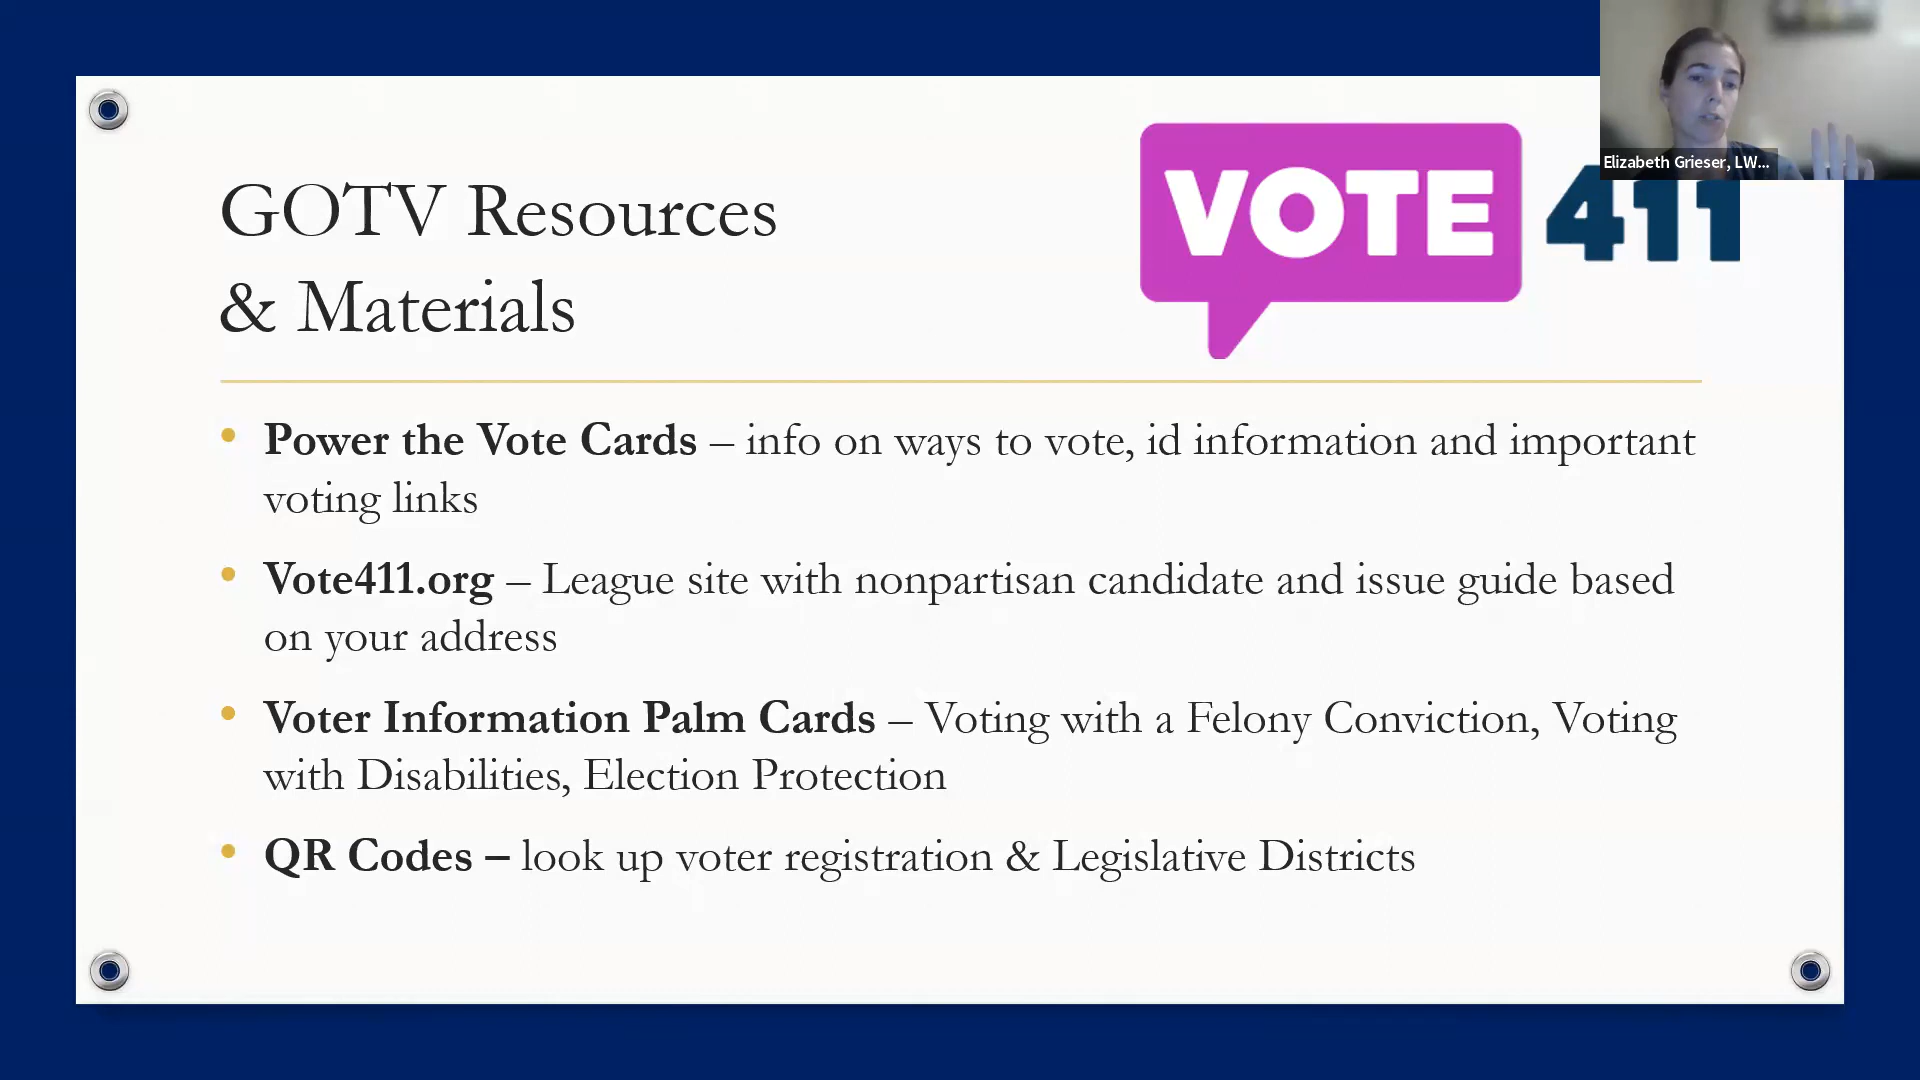 GOTV Resources
& Materials
VOTE 411
Elizabeth Grieser, LW...
• Power the Vote Cards – info on ways to vote, id information and important
voting links
• Vote411.org – League site with nonpartisan candidate and issue guide based
on your address
• Voter Information Palm Cards – Voting with a Felony Conviction, Voting
with Disabilities, Election Protection
• QR Codes – look up voter registration & Legislative Districts